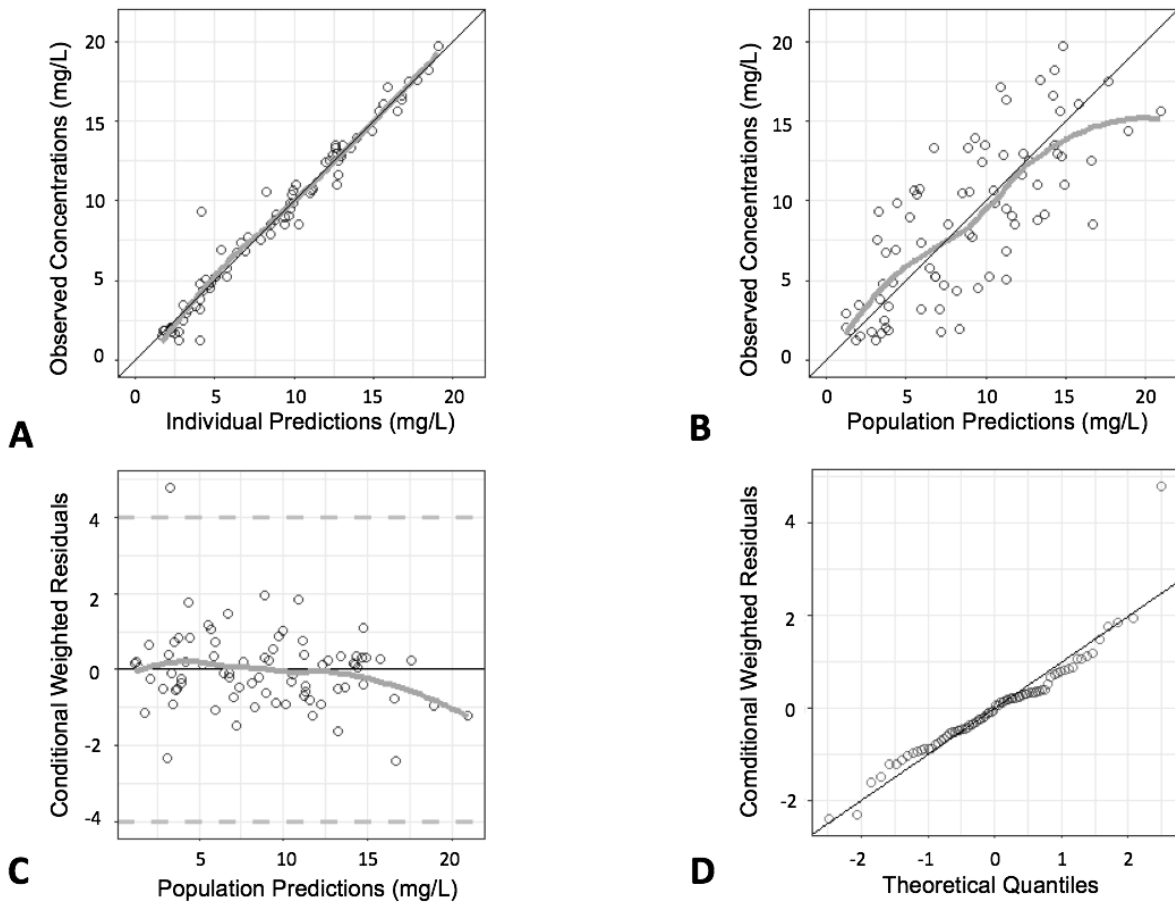 20
15
10
5
0
Observed Concentrations (mg/L)
0 5 10 15 20
Individual Predictions (mg/L)
A
20
15
10
5
0
Observed Concentrations (mg/L)
0 5 10 15 20
Population Predictions (mg/L)
B
4
2
0
-2
-4
Conditional Weighted Residuals
5 10 15 20
Population Predictions (mg/L)
C
4
2
0
-2
Comditional Weighted Residuals
-2 -1 0 1 2
Theoretical Quantiles
D